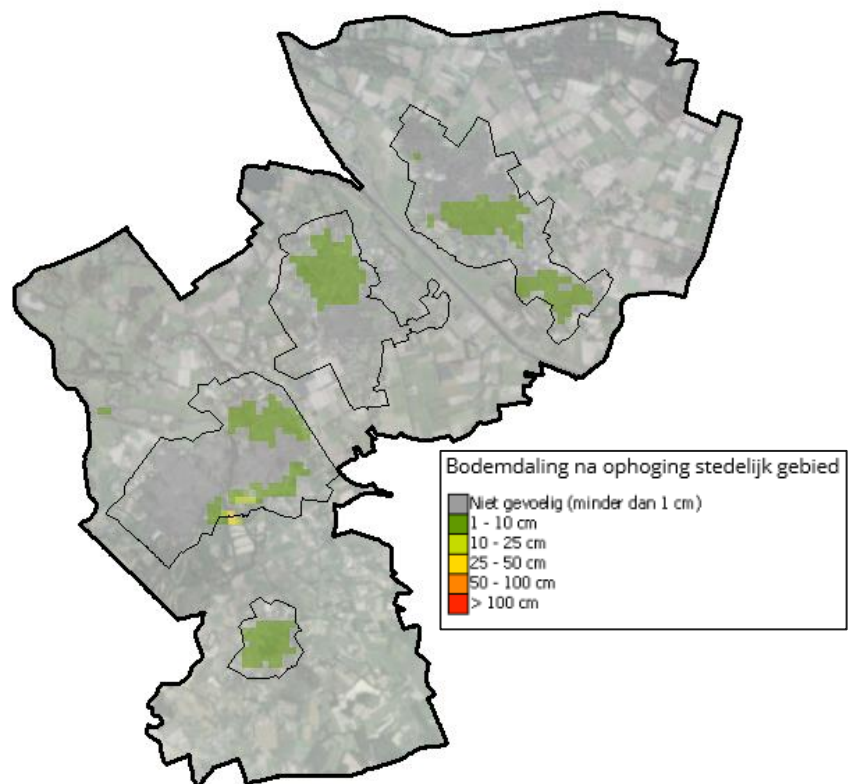 Bodemdaling na ophoging stedelijk gebied
Niet gevoelig (minder dan 1 cm)
1 - 10 cm
10 - 25 cm
25 - 50 cm
50 - 100 cm
> 100 cm